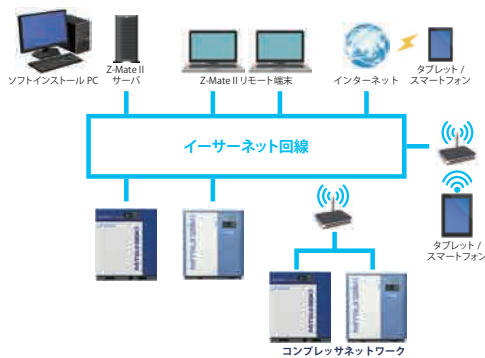 ソフトインストール PC
Z-Mate II
サーバ
Z-Mate II リモート端末
インターネット
タブレット /
スマートフォン
イーサーネット回線
タブレット /
スマートフォン
コンプレッサネットワーク